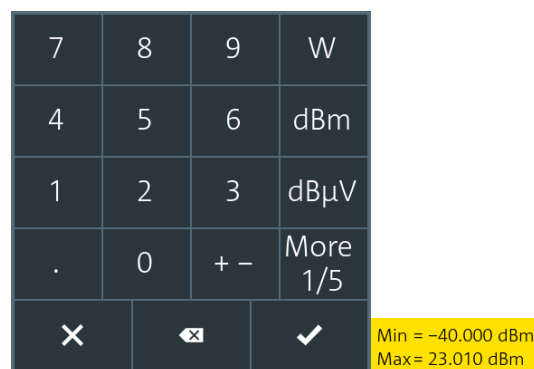 7 8 9 W
4 5 6 dBm
1 2 3 dBµV
. 0 + − More
1/5
Min = −40.000 dBm
Max= 23.010 dBm